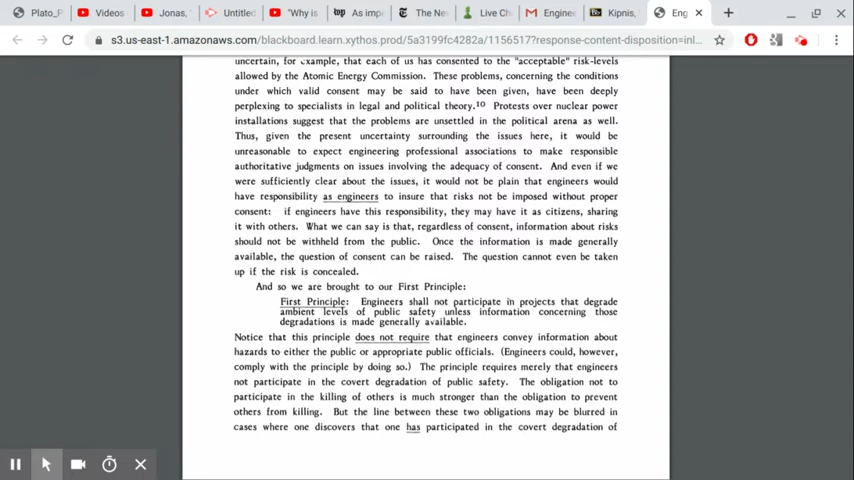 Plato_P
Videos
Jonas,
Untitled
"Why is
wp As imp
The Ne
Live Ch
Enginee
Kipnis,
Eng
s3.us-east-1.amazonaws.com/blackboard.learn.xythos.prod/5a3199fc4282a/1156517?response-content-disposition=inl...
uncertain, for example, that each of us has consented to the "acceptable" risk-levels
allowed by the Atomic Energy Commission. These problems, concerning the conditions
under which valid consent may be said to have been given, have been deeply
perplexing to specialists in legal and political theory.10 Protests over nuclear power
installations suggest that the problems are unsettled in the political arena as well.
Thus, given the present uncertainty surrounding the issues here, it would be
unreasonable to expect engineering professional associations to make responsible
authoritative judgments on issues involving the adequacy of consent. And even if we
were sufficiently clear about the issues, it would not be plain that engineers would
have responsibility as engineers to insure that risks not be imposed without proper
consent: if engineers have this responsibility, they may have it as citizens, sharing
it with others. What we can say is that, regardless of consent, information about risks
should not be withheld from the public. Once the information is made generally
available, the question of consent can be raised. The question cannot even be taken
up if the risk is concealed.
And so we are brought to our First Principle:
First Principle: Engineers shall not participate in projects that degrade
ambient levels of public safety unless information concerning those
degradations is made generally available.
Notice that this principle does not require that engineers convey information about
hazards to either the public or appropriate public officials. (Engineers could, however,
comply with the principle by doing so.) The principle requires merely that engineers
not participate in the covert degradation of public safety. The obligation not to
participate in the killing of others is much stronger than the obligation to prevent
others from killing. But the line between these two obligations may be blurred in
cases where one discovers that one has participated in the covert degradation of